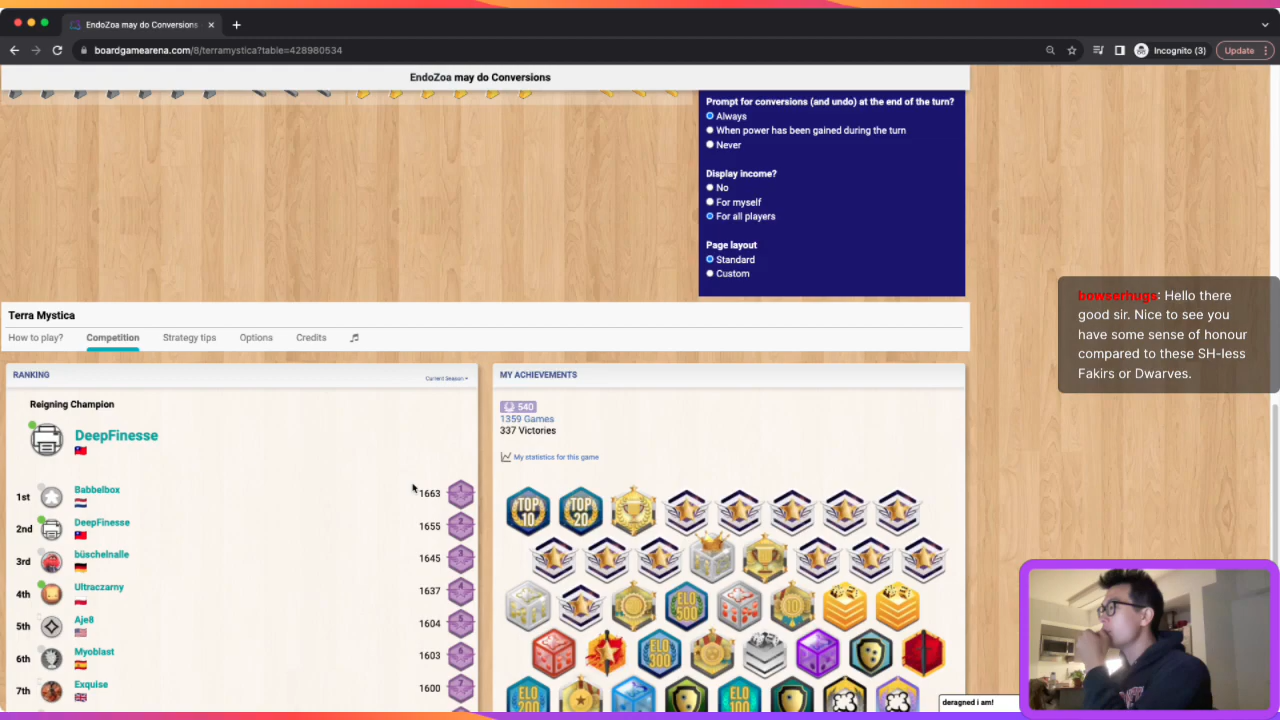 EndoZoa may do Conversions
boardgamearena.com/8/terramystica?table=428980534
Incognito (3)
Update
EndoZoa may do Conversions
Prompt for conversions (and undo) at the end of the turn?
Always
When power has been gained during the turn
Never
Display income?
No
For myself
For all players
Page layout
Standard
Custom
bowserhugs: Hello there
good sir. Nice to see you
have some sense of honour
compared to these SH-less
Fakirs or Dwarves.
Terra Mystica
How to play?
Competition
Strategy tips
Options
Credits
RANKING
Current Season
Reigning Champion
DeepFinesse
1st Babbelbox 1663
2nd DeepFinesse 1655
3rd büschelnalle 1645
4th Ultraczarny 1637
5th Aje8 1604
6th Myoblast 1603
7th Exquise 1600
MY ACHIEVEMENTS
540
1359 Games
337 Victories
My statistics for this game
TOP
10
TOP
20
ELO
500
ELO
300
ELO
200
ELO
100
deragned i am!